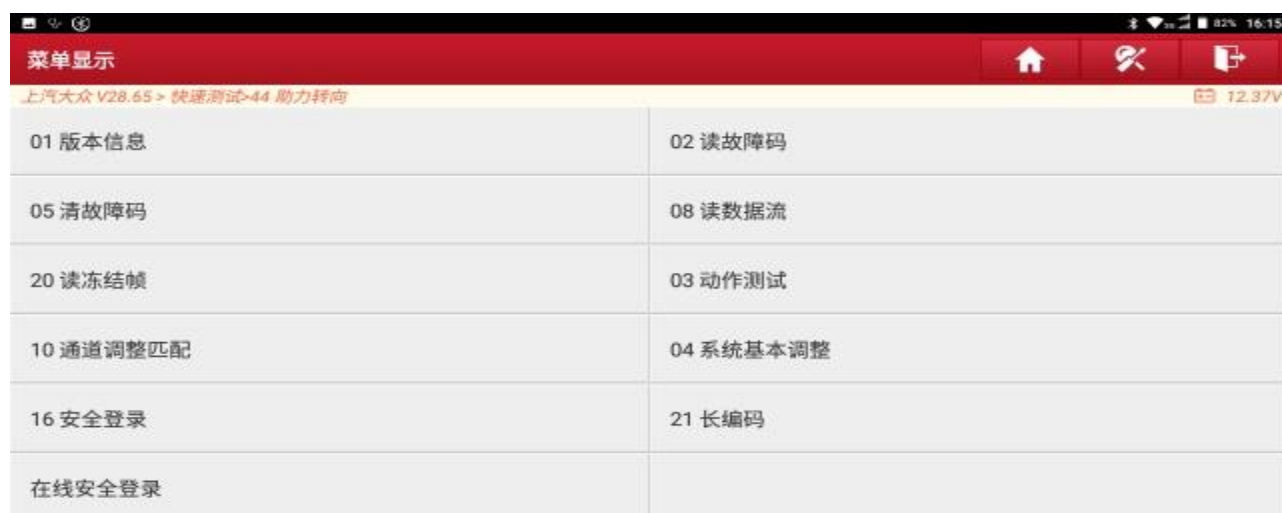 82% 16:15
菜单显示
上汽大众 V28.65 > 快速测试>44 助力转向 12.37V
01 版本信息 02 读故障码
05 清故障码 08 读数据流
20 读冻结帧 03 动作测试
10 通道调整匹配 04 系统基本调整
16 安全登录 21 长编码
在线安全登录